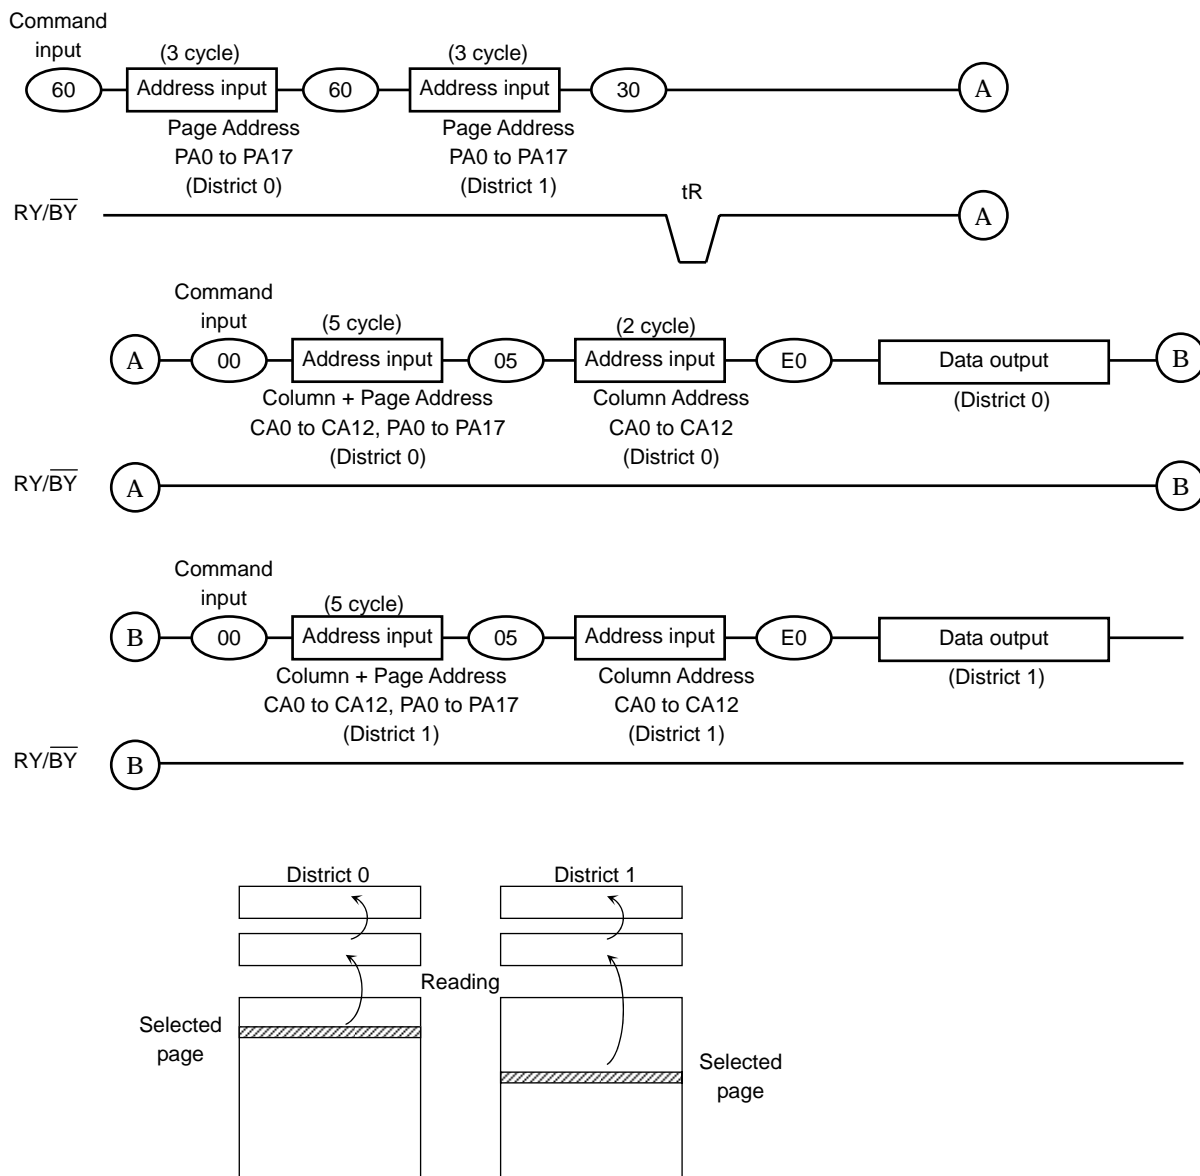 Command
input
(3 cycle) (3 cycle)
60 Address input 60 Address input 30 A
Page Address Page Address
PA0 to PA17 PA0 to PA17
(District 0) (District 1)
tR
RY/B̅Y̅ A
Command
input
(5 cycle) (2 cycle)
A 00 Address input 05 Address input E0 Data output B
Column + Page Address Column Address (District 0)
CA0 to CA12, PA0 to PA17 CA0 to CA12
(District 0) (District 0)
RY/B̅Y̅ A B
Command
input
(5 cycle)
B 00 Address input 05 Address input E0 Data output
Column + Page Address Column Address (District 1)
CA0 to CA12, PA0 to PA17 CA0 to CA12
(District 1) (District 1)
RY/B̅Y̅ B
District 0 District 1
Reading
Selected
page
Selected
page